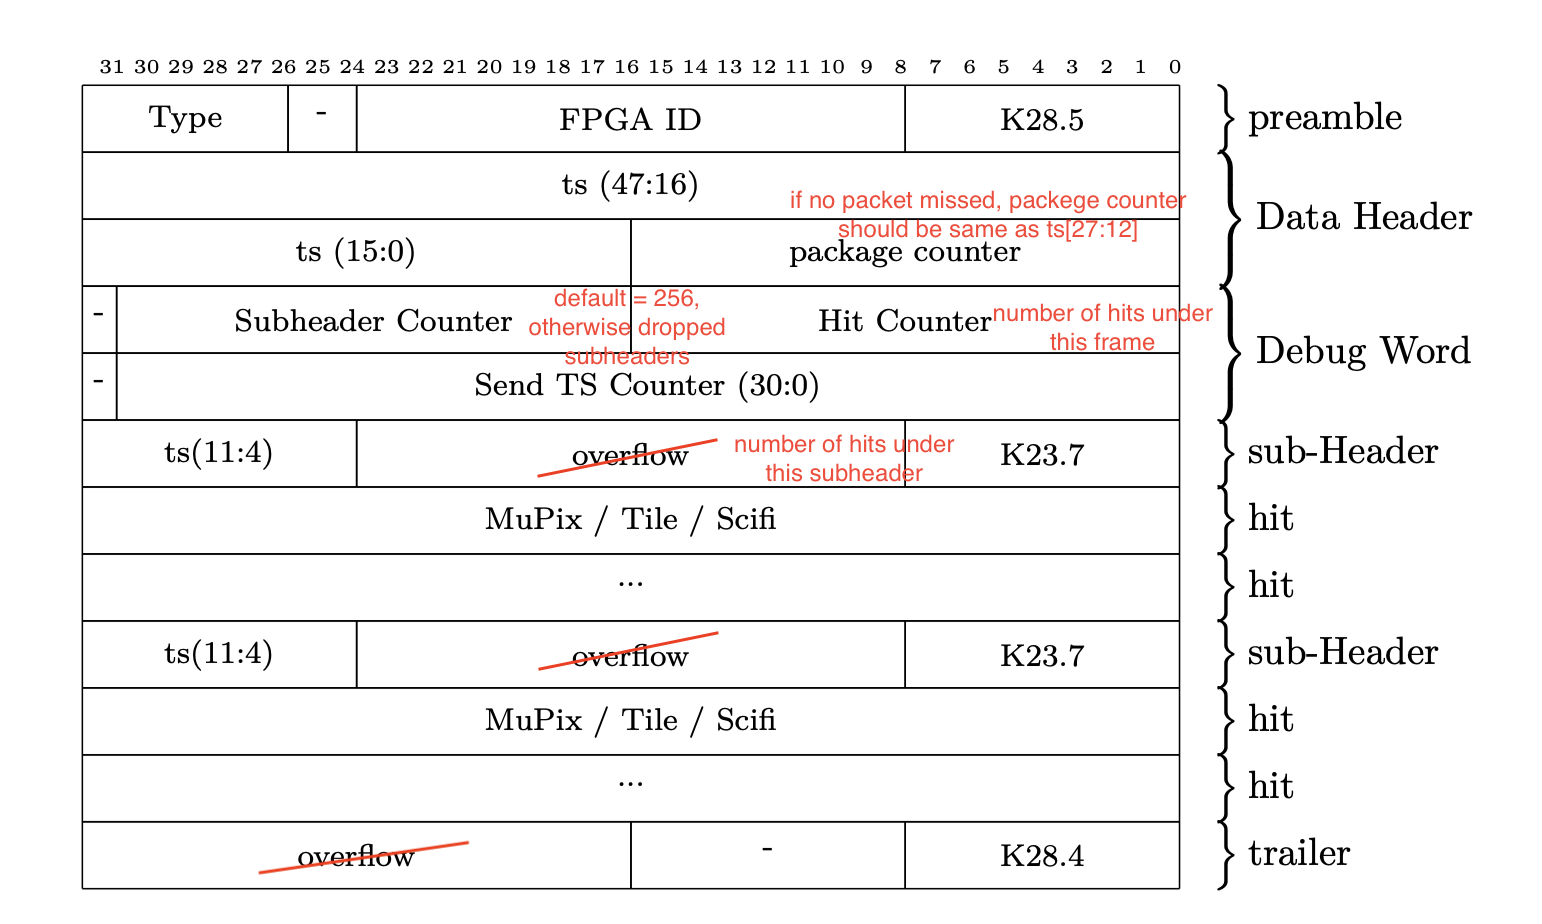 31 30 29 28 27 26 25 24 23 22 21 20 19 18 17 16 15 14 13 12 11 10 9 8 7 6 5 4 3 2 1 0
Type - FPGA ID K28.5 preamble
ts (47:16)
if no packet missed, packege counter
should be same as ts[27:12]
Data Header
ts (15:0) package counter
- Subheader Counter
default = 256,
otherwise dropped
subheaders
Hit Counter
number of hits under
this frame
Debug Word
- Send TS Counter (30:0)
ts(11:4) overflow
number of hits under
this subheader
K23.7 sub-Header
MuPix / Tile / Scifi hit
... hit
ts(11:4) overflow K23.7 sub-Header
MuPix / Tile / Scifi hit
... hit
overflow - K28.4 trailer